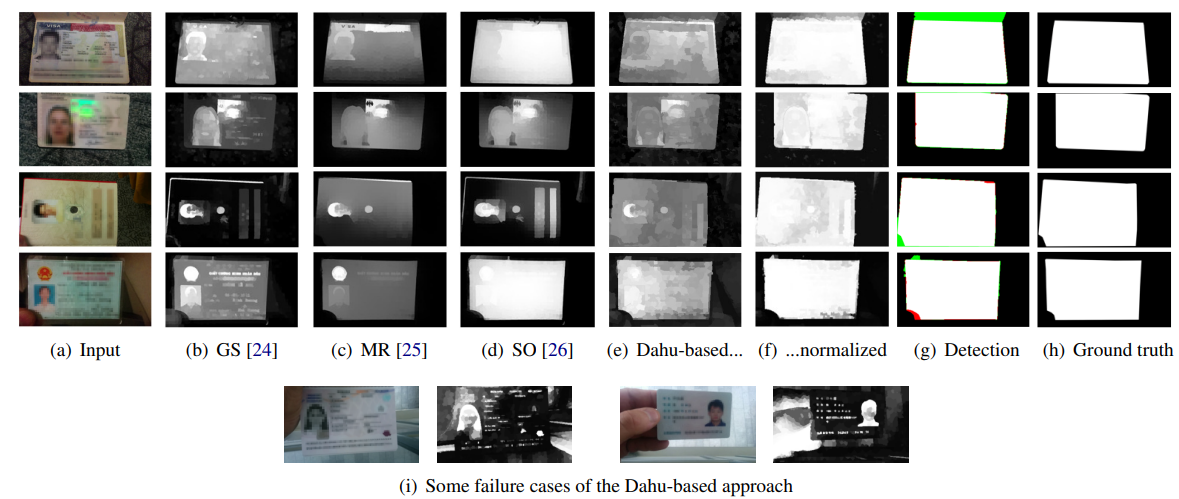 VISA
(a) Input (b) GS [24] (c) MR [25] (d) SO [26] (e) Dahu-based... (f) ...normalized (g) Detection (h) Ground truth
(i) Some failure cases of the Dahu-based approach